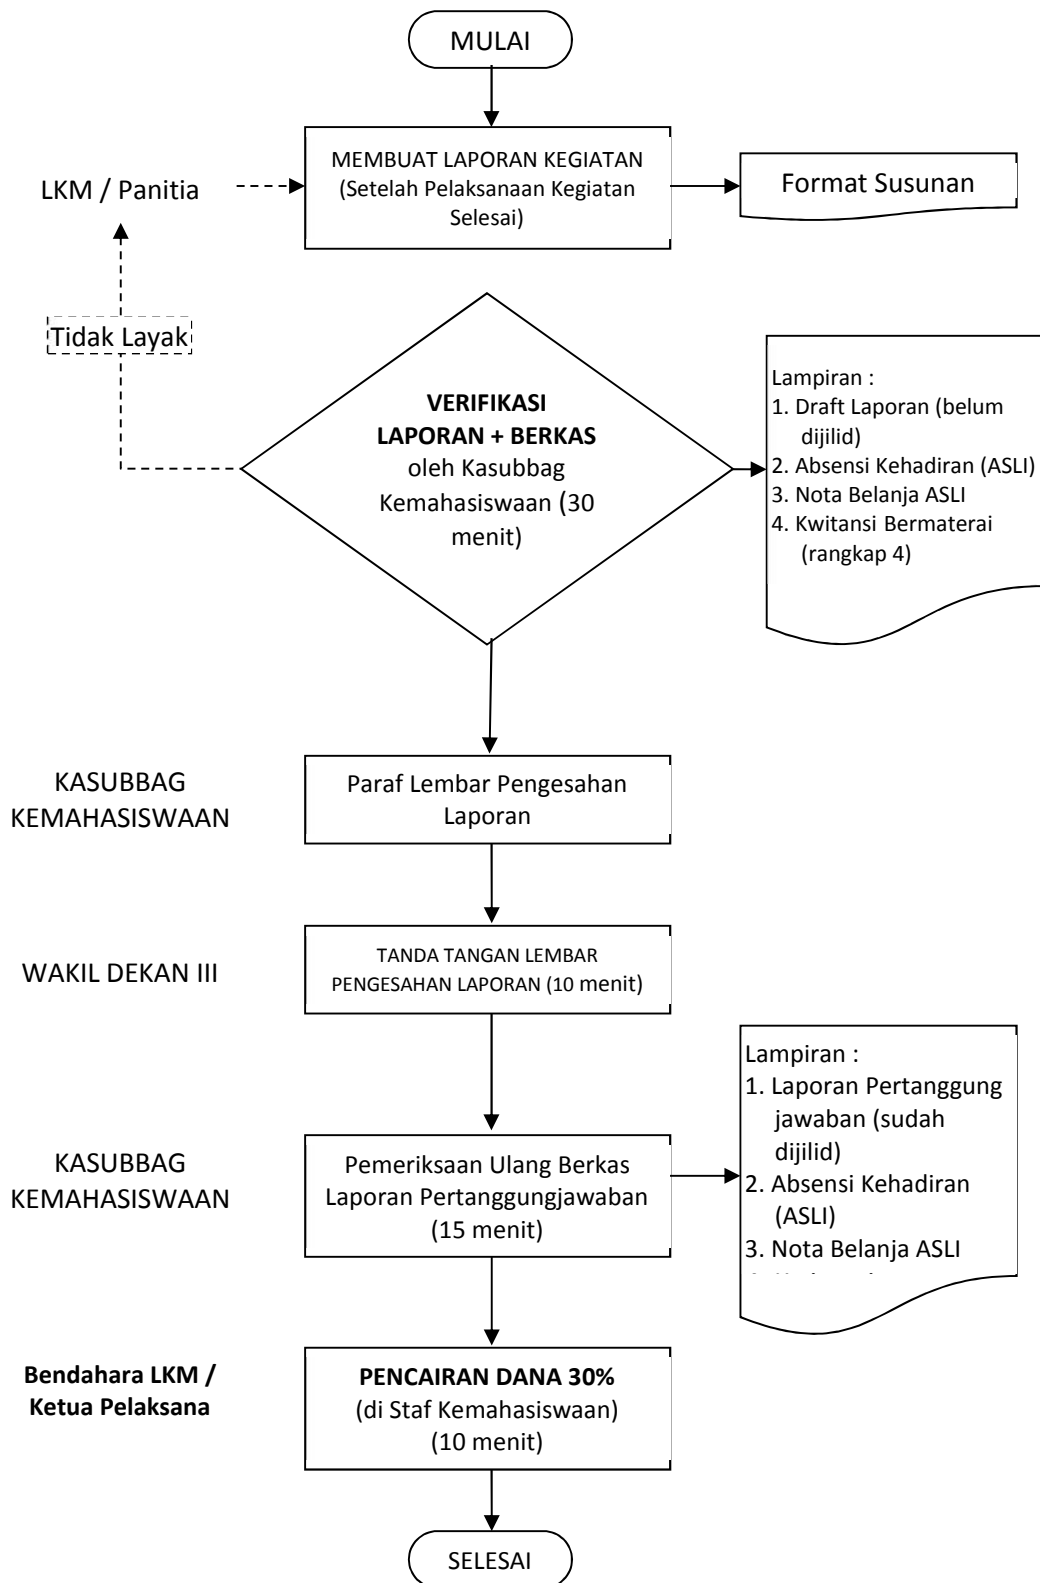 MULAI
MEMBUAT LAPORAN KEGIATAN
(Setelah Pelaksanaan Kegiatan
Selesai)
LKM / Panitia
Format Susunan
Tidak Layak
VERIFIKASI
LAPORAN + BERKAS
oleh Kasubbag
Kemahasiswaan (30
menit)
Lampiran :
1. Draft Laporan (belum
dijilid)
2. Absensi Kehadiran (ASLI)
3. Nota Belanja ASLI
4. Kwitansi Bermaterai
(rangkap 4)
KASUBBAG
KEMAHASISWAAN
Paraf Lembar Pengesahan
Laporan
WAKIL DEKAN III
TANDA TANGAN LEMBAR
PENGESAHAN LAPORAN (10 menit)
KASUBBAG
KEMAHASISWAAN
Pemeriksaan Ulang Berkas
Laporan Pertanggungjawaban
(15 menit)
Lampiran :
1. Laporan Pertanggung
jawaban (sudah
dijilid)
2. Absensi Kehadiran
(ASLI)
3. Nota Belanja ASLI
Bendahara LKM /
Ketua Pelaksana
PENCAIRAN DANA 30%
(di Staf Kemahasiswaan)
(10 menit)
SELESAI